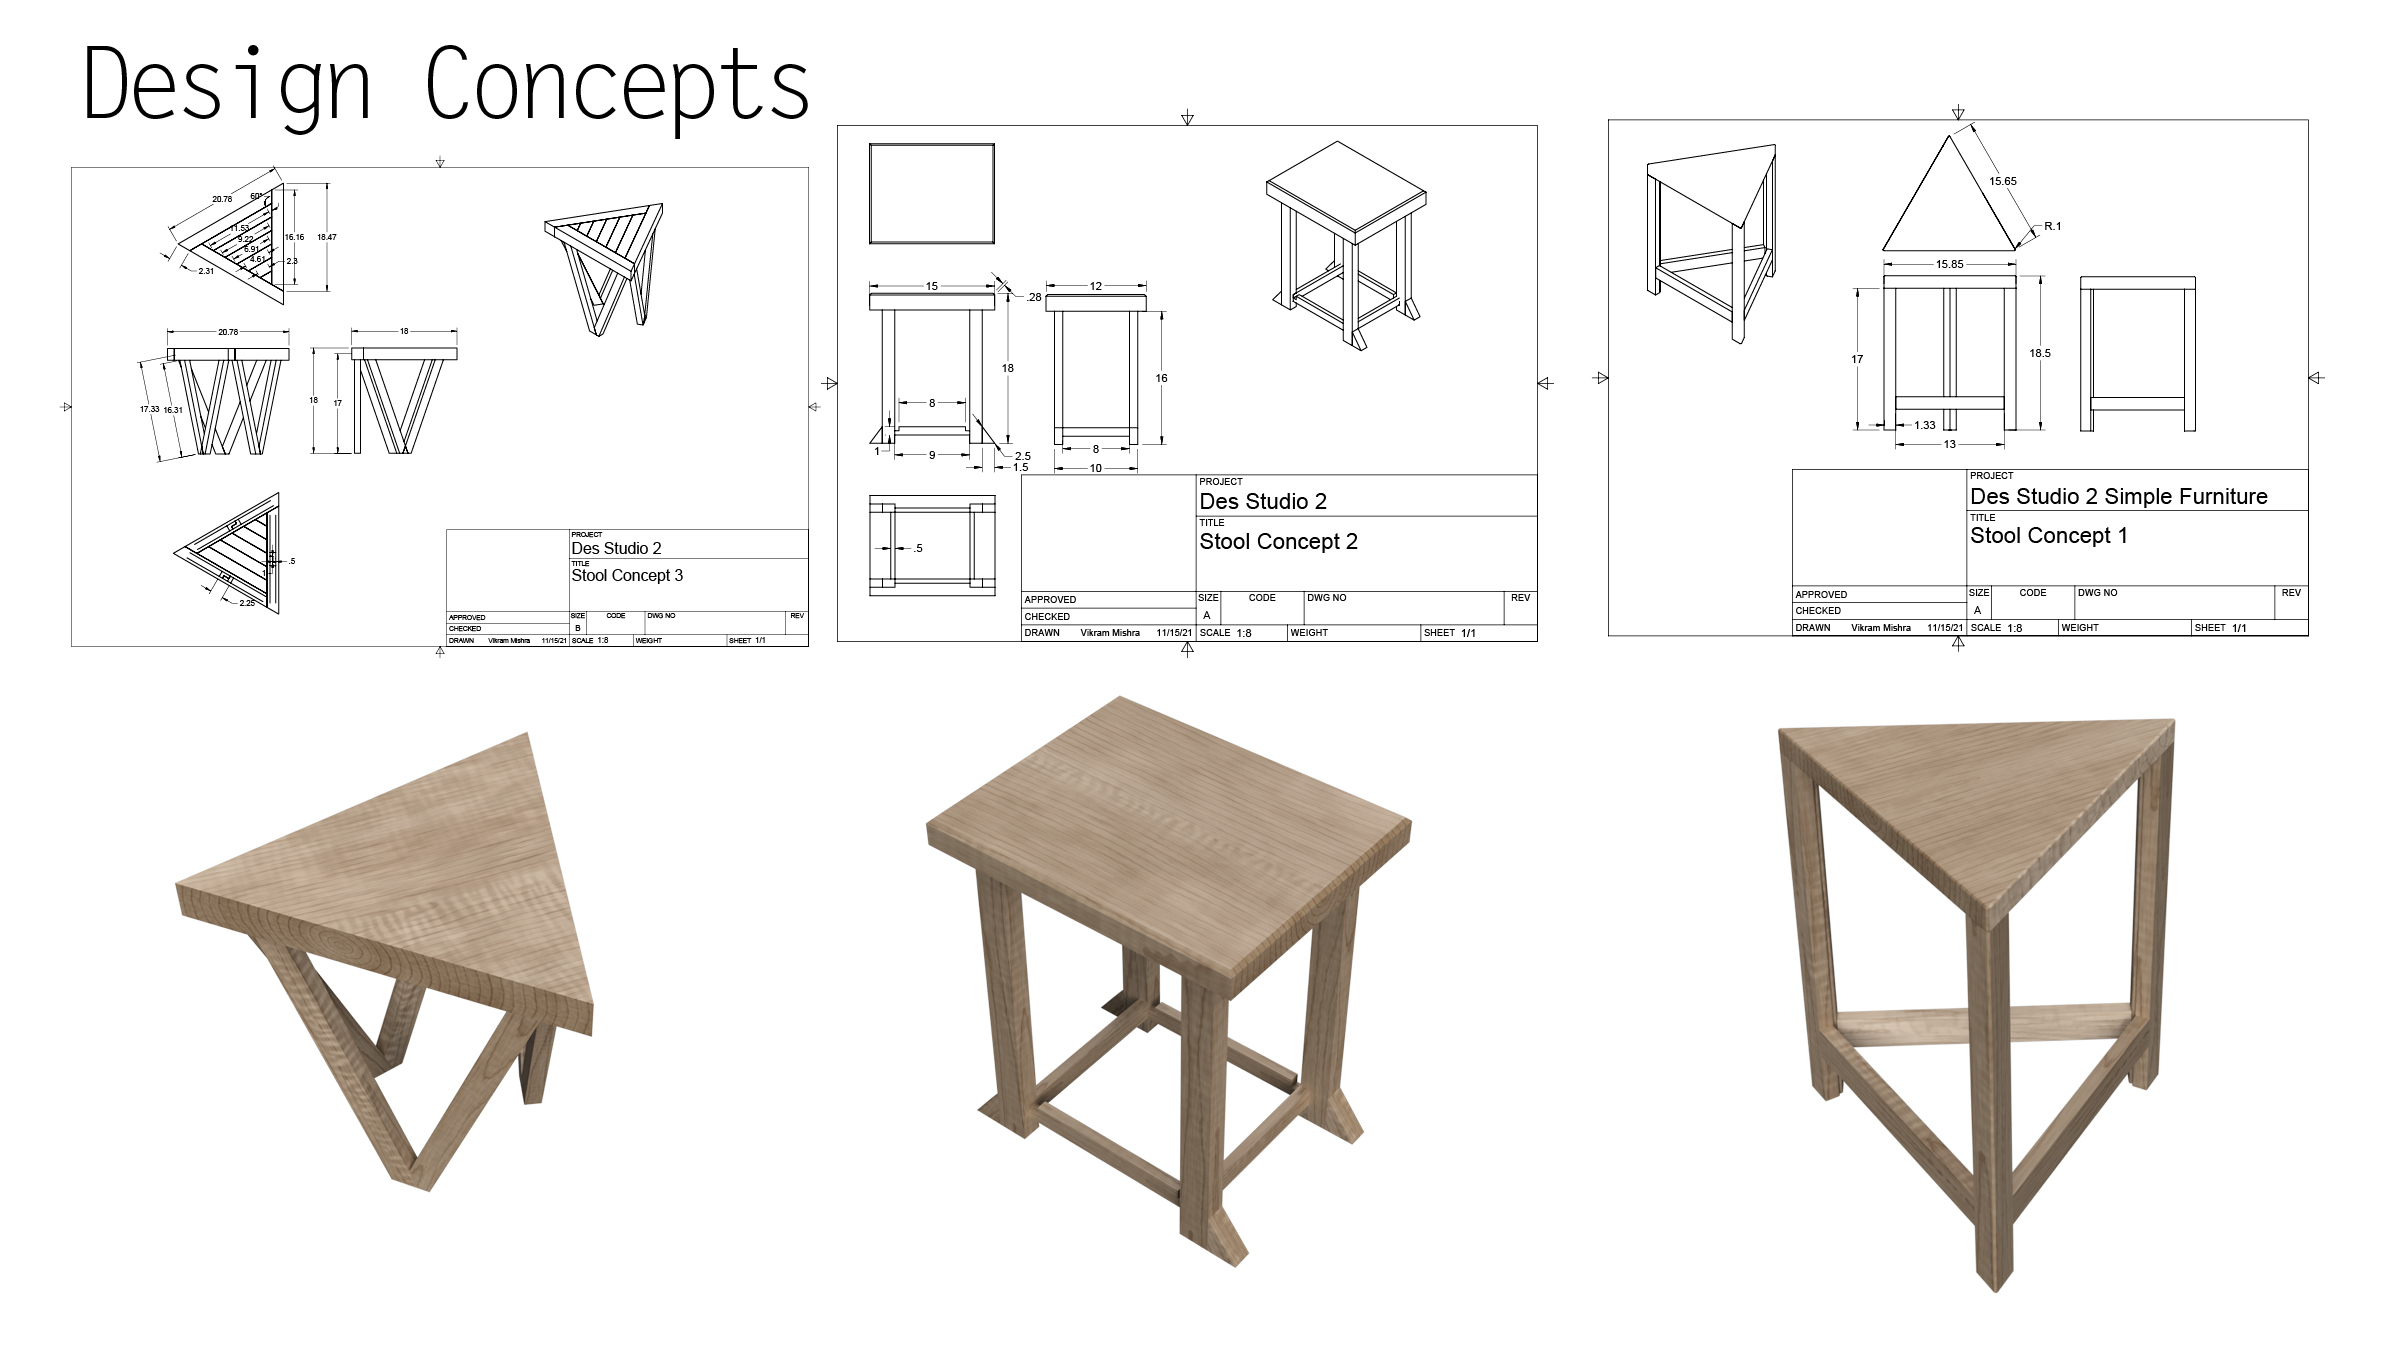 Design Concepts
20.78
60°
11.53
9.22
6.91
4.61
2.3
16.16
18.47
2.31
20.78
17.33
16.31
18
18
17
.5
1
2.25
PROJECT
Des Studio 2
TITLE
Stool Concept 3
APPROVED
CHECKED
SIZE CODE DWG NO REV
B
DRAWN Vikram Mishra 11/15/21 SCALE 1:8 WEIGHT SHEET 1/1
15
.28
12
18
16
8
1
9
2.5
1.5
8
10
.5
PROJECT
Des Studio 2
TITLE
Stool Concept 2
APPROVED
CHECKED
SIZE CODE DWG NO REV
A
DRAWN Vikram Mishra 11/15/21 SCALE 1:8 WEIGHT SHEET 1/1
15.65
R.1
15.85
17
18.5
1.33
13
PROJECT
Des Studio 2 Simple Furniture
TITLE
Stool Concept 1
APPROVED
CHECKED
SIZE CODE DWG NO REV
A
DRAWN Vikram Mishra 11/15/21 SCALE 1:8 WEIGHT SHEET 1/1